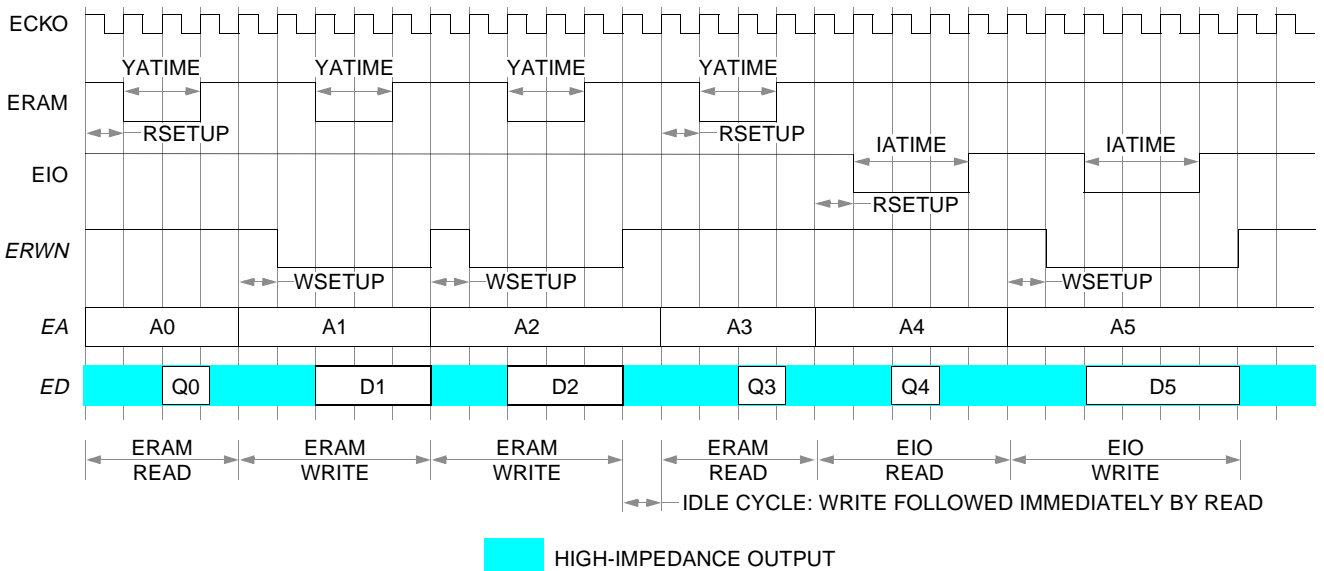 ECKO
YATIME YATIME YATIME YATIME
ERAM
RSETUP RSETUP
IATIME IATIME
EIO
RSETUP
ERWN
WSETUP WSETUP WSETUP
EA A0 A1 A2 A3 A4 A5
ED Q0 D1 D2 Q3 Q4 D5
ERAM ERAM ERAM ERAM EIO EIO
READ WRITE WRITE READ READ WRITE
IDLE CYCLE: WRITE FOLLOWED IMMEDIATELY BY READ
HIGH-IMPEDANCE OUTPUT